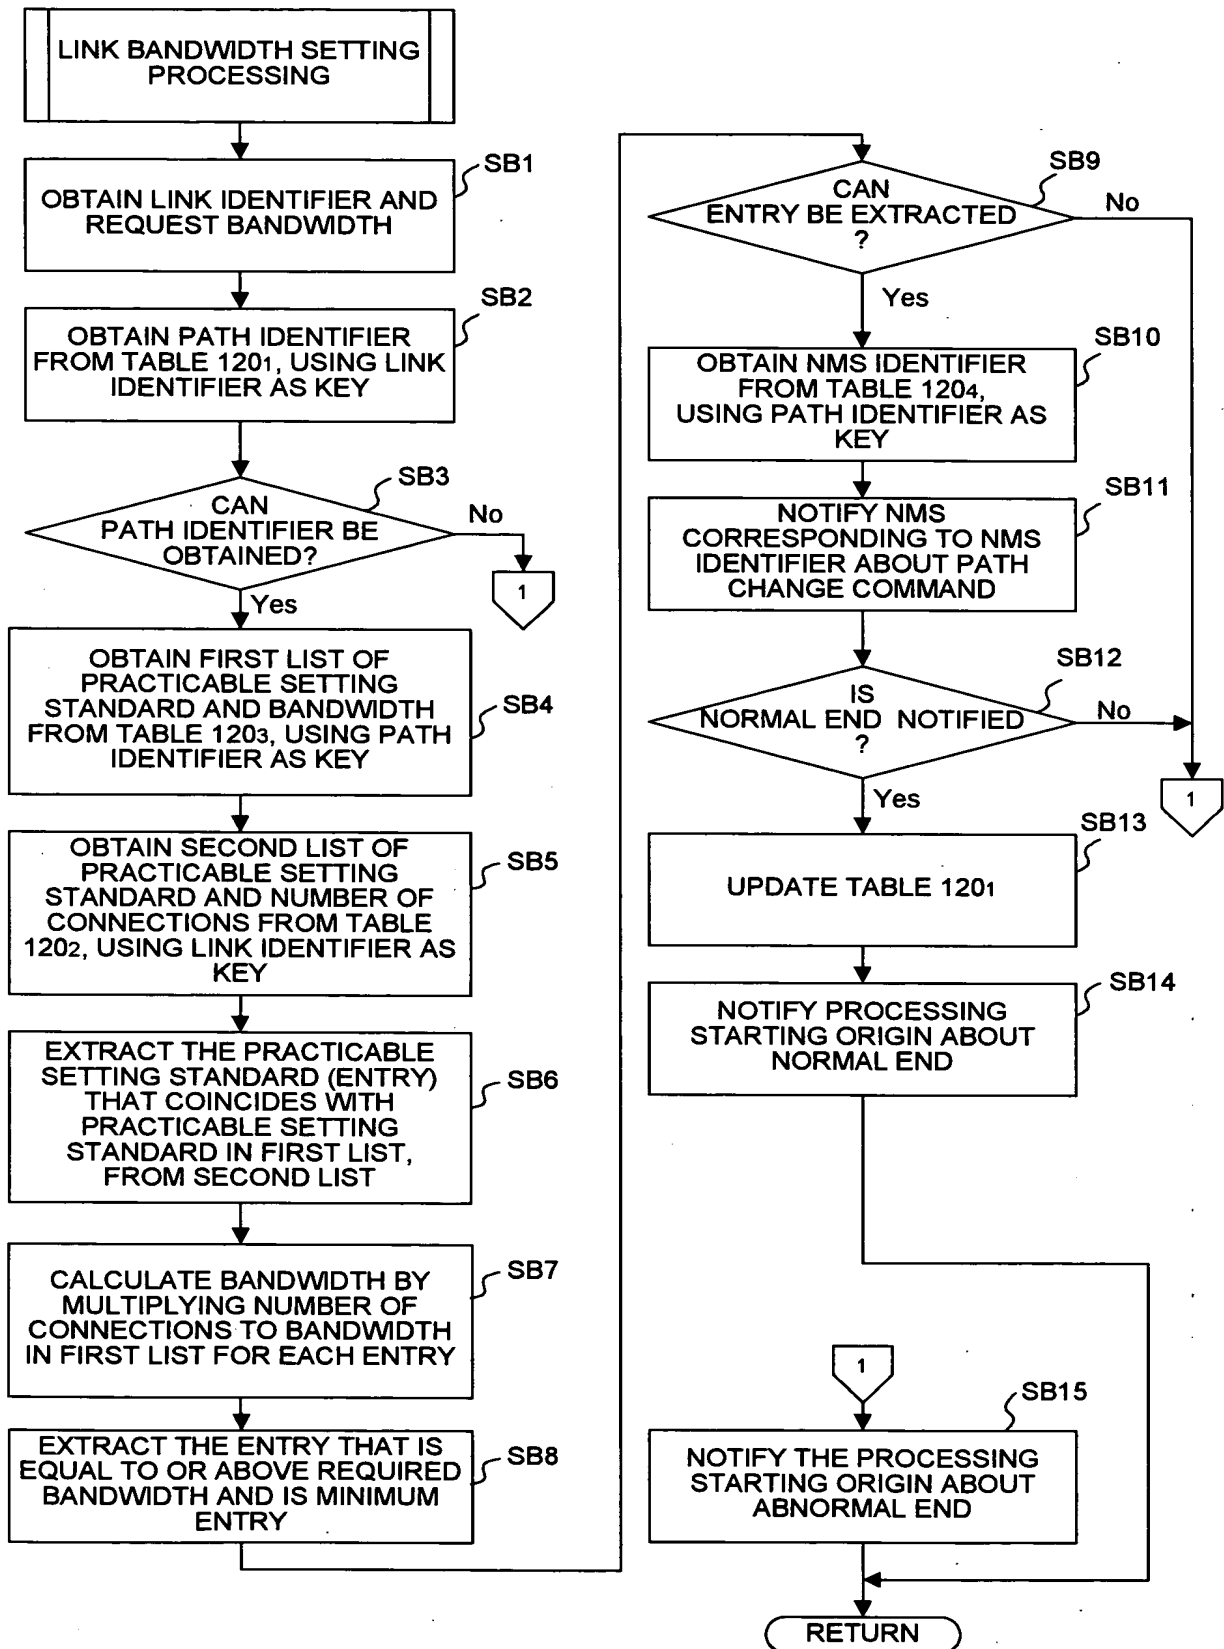 LINK BANDWIDTH SETTING
PROCESSING
SB1
OBTAIN LINK IDENTIFIER AND
REQUEST BANDWIDTH
SB2
OBTAIN PATH IDENTIFIER
FROM TABLE 1201, USING LINK
IDENTIFIER AS KEY
SB3
CAN
PATH IDENTIFIER BE
OBTAINED?
No
1
Yes
OBTAIN FIRST LIST OF
PRACTICABLE SETTING
STANDARD AND BANDWIDTH
FROM TABLE 1203, USING PATH
IDENTIFIER AS KEY
SB4
OBTAIN SECOND LIST OF
PRACTICABLE SETTING
STANDARD AND NUMBER OF
CONNECTIONS FROM TABLE
1202, USING LINK IDENTIFIER AS
KEY
SB5
EXTRACT THE PRACTICABLE
SETTING STANDARD (ENTRY)
THAT COINCIDES WITH
PRACTICABLE SETTING
STANDARD IN FIRST LIST,
FROM SECOND LIST
SB6
CALCULATE BANDWIDTH BY
MULTIPLYING NUMBER OF
CONNECTIONS TO BANDWIDTH
IN FIRST LIST FOR EACH ENTRY
SB7
EXTRACT THE ENTRY THAT IS
EQUAL TO OR ABOVE REQUIRED
BANDWIDTH AND IS MINIMUM
ENTRY
SB8
SB9
CAN
ENTRY BE EXTRACTED
?
No
Yes
SB10
OBTAIN NMS IDENTIFIER
FROM TABLE 1204,
USING PATH IDENTIFIER AS
KEY
SB11
NOTIFY NMS
CORRESPONDING TO NMS
IDENTIFIER ABOUT PATH
CHANGE COMMAND
SB12
IS
NORMAL END NOTIFIED
?
No
1
Yes
SB13
UPDATE TABLE 1201
SB14
NOTIFY PROCESSING
STARTING ORIGIN ABOUT
NORMAL END
1
SB15
NOTIFY THE PROCESSING
STARTING ORIGIN ABOUT
ABNORMAL END
RETURN